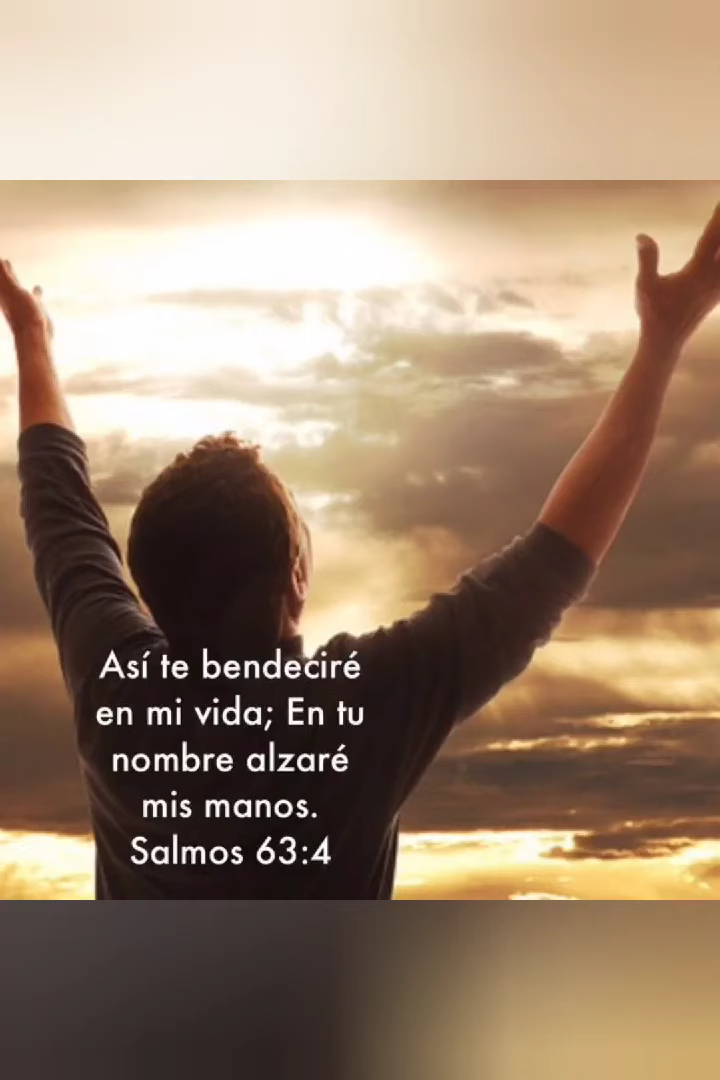 Así te bendeciré
en mi vida; En tu
nombre alzaré
mis manos.
Salmos 63:4